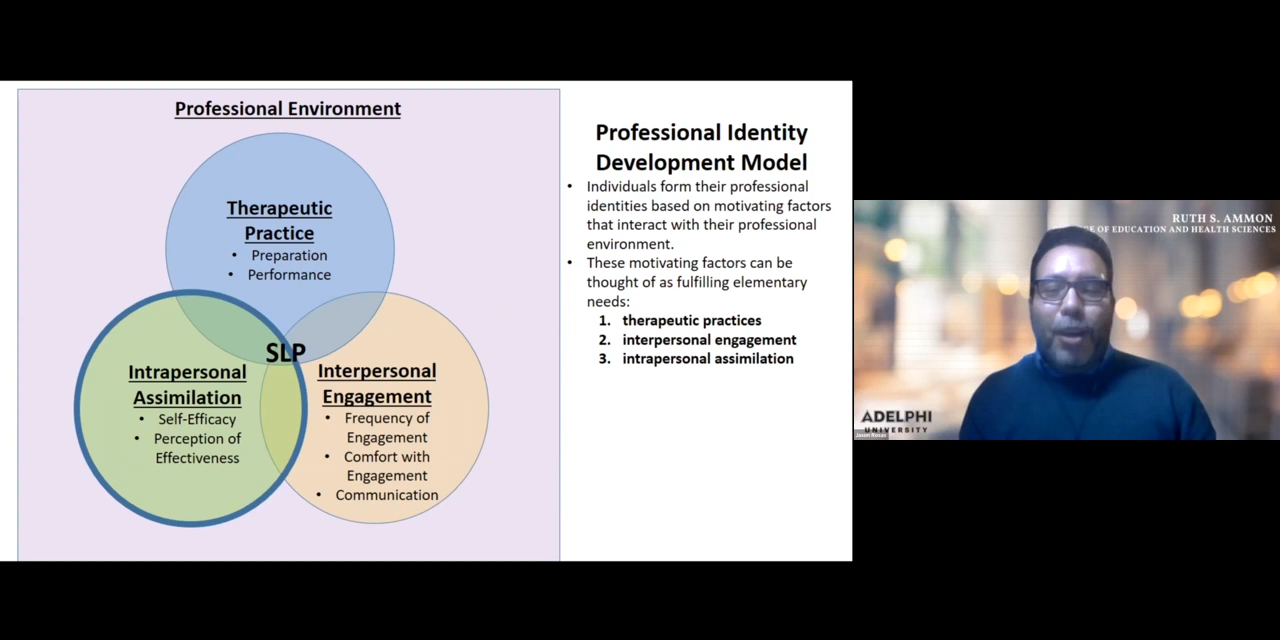 Professional Environment
Therapeutic
Practice
• Preparation
• Performance
SLP
Intrapersonal
Assimilation
• Self-Efficacy
• Perception of
Effectiveness
Interpersonal
Engagement
• Frequency of
Engagement
• Comfort with
Engagement
• Communication
Professional Identity
Development Model
• Individuals form their professional
identities based on motivating factors
that interact with their professional
environment.
• These motivating factors can be
thought of as fulfilling elementary
needs:
1. therapeutic practices
2. interpersonal engagement
3. intrapersonal assimilation
RUTH S. AMMON
OF EDUCATION AND HEALTH SCIENCES
ADELPHI
UNIVERSITY